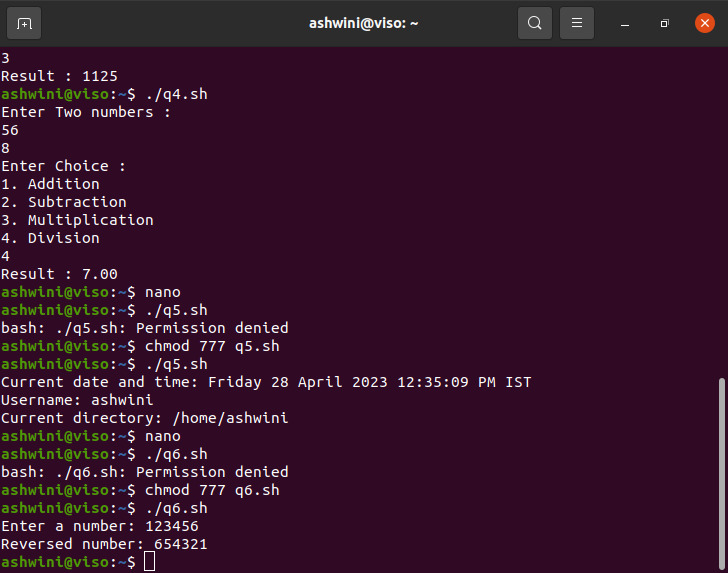 ashwini@viso: ~
3
Result : 1125
ashwini@viso:~$ ./q4.sh
Enter Two numbers :
56
8
Enter Choice :
1. Addition
2. Subtraction
3. Multiplication
4. Division
4
Result : 7.00
ashwini@viso:~$ nano
ashwini@viso:~$ ./q5.sh
bash: ./q5.sh: Permission denied
ashwini@viso:~$ chmod 777 q5.sh
ashwini@viso:~$ ./q5.sh
Current date and time: Friday 28 April 2023 12:35:09 PM IST
Username: ashwini
Current directory: /home/ashwini
ashwini@viso:~$ nano
ashwini@viso:~$ ./q6.sh
bash: ./q6.sh: Permission denied
ashwini@viso:~$ chmod 777 q6.sh
ashwini@viso:~$ ./q6.sh
Enter a number: 123456
Reversed number: 654321
ashwini@viso:~$